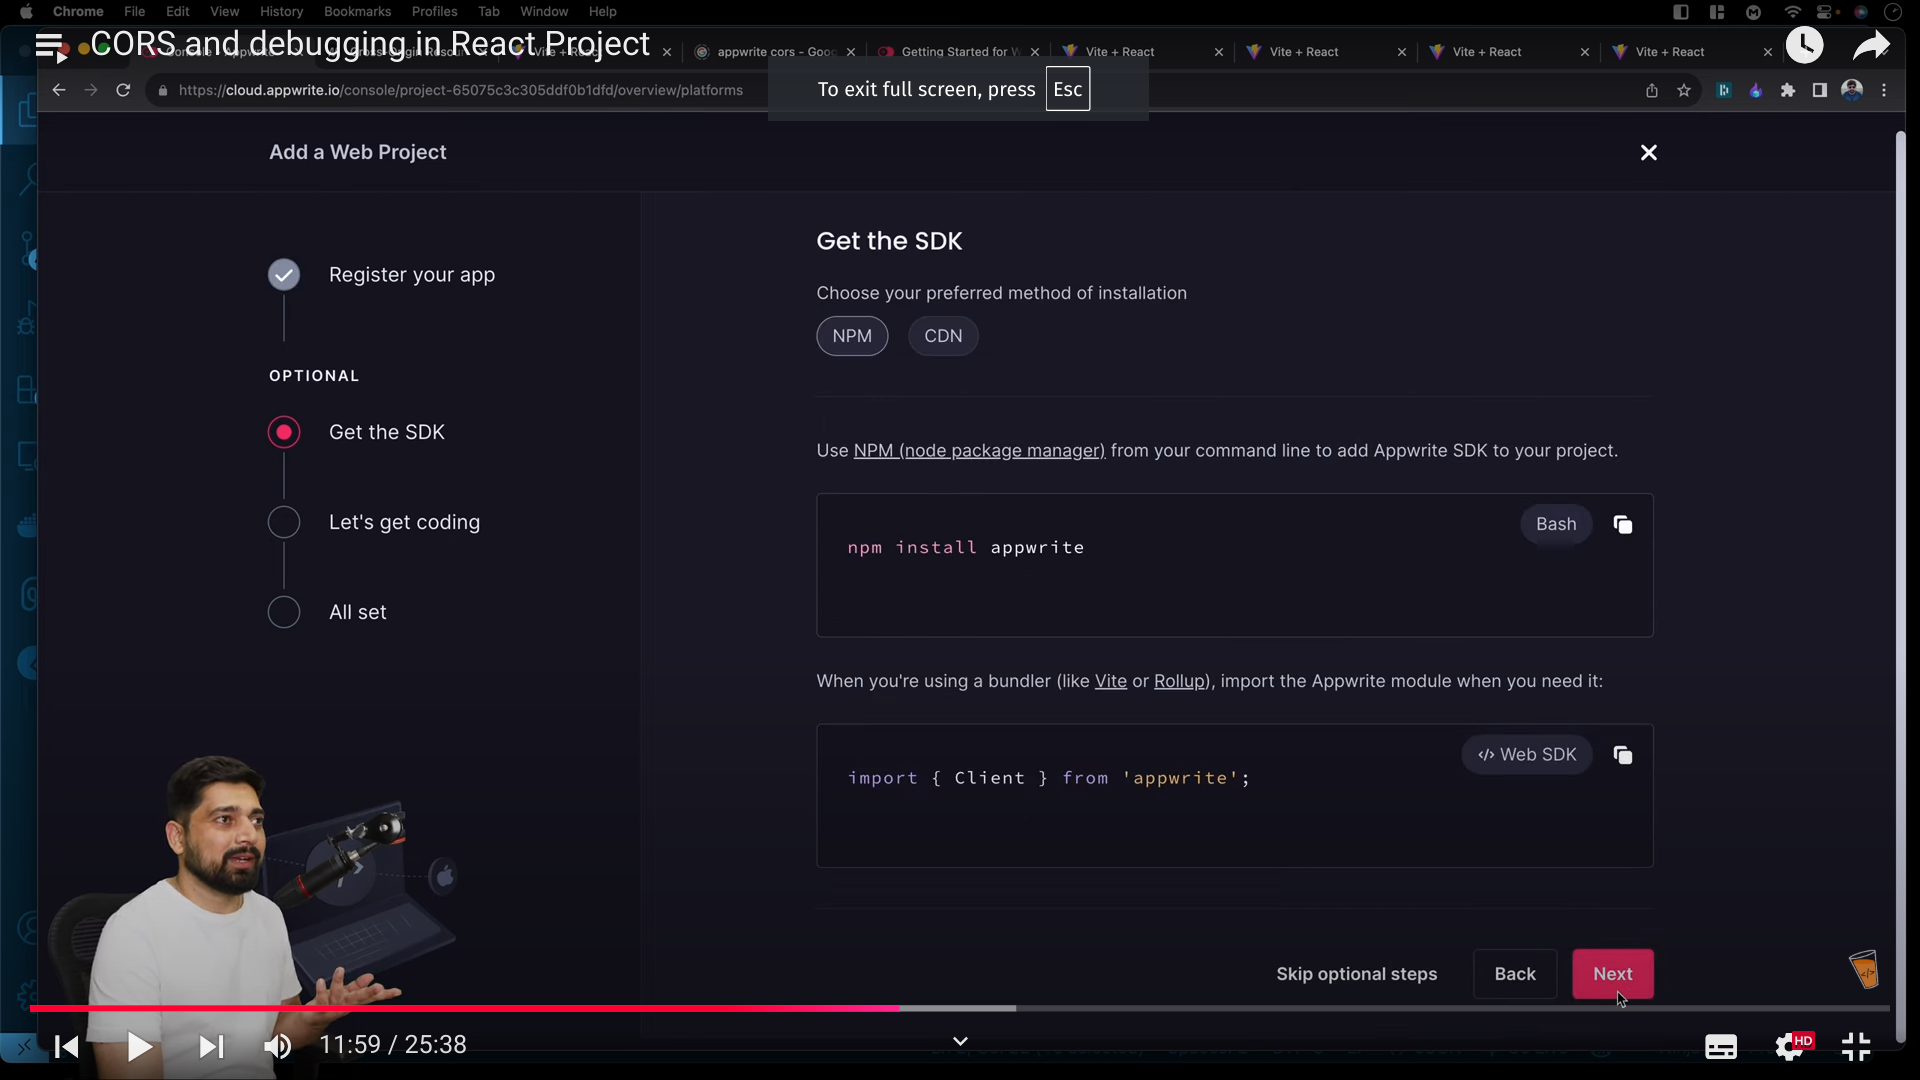 Chrome File Edit View History Bookmarks Profiles Tab Window Help
CORS and debugging in React Project
appwrite cors - Goo
Getting Started for W
Vite + React
Vite + React
Vite + React
Vite + React
https://cloud.appwrite.io/console/project-65075c3c305ddf0b1dfd/overview/platforms
To exit full screen, press Esc
Add a Web Project
Register your app
OPTIONAL
Get the SDK
Let's get coding
All set
Get the SDK
Choose your preferred method of installation
NPM CDN
Use NPM (node package manager) from your command line to add Appwrite SDK to your project.
Bash
npm install appwrite
When you're using a bundler (like Vite or Rollup), import the Appwrite module when you need it:
</> Web SDK
import { Client } from 'appwrite';
Skip optional steps Back Next
11:59 / 25:38
HD